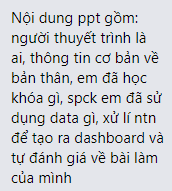 Nội dung ppt gồm:
người thuyết trình là
ai, thông tin cơ bản về
bản thân, em đã học
khóa gì, spck em đã sử
dụng data gì, xử lí ntn
để tạo ra dashboard và
tự đánh giá về bài làm
của mình